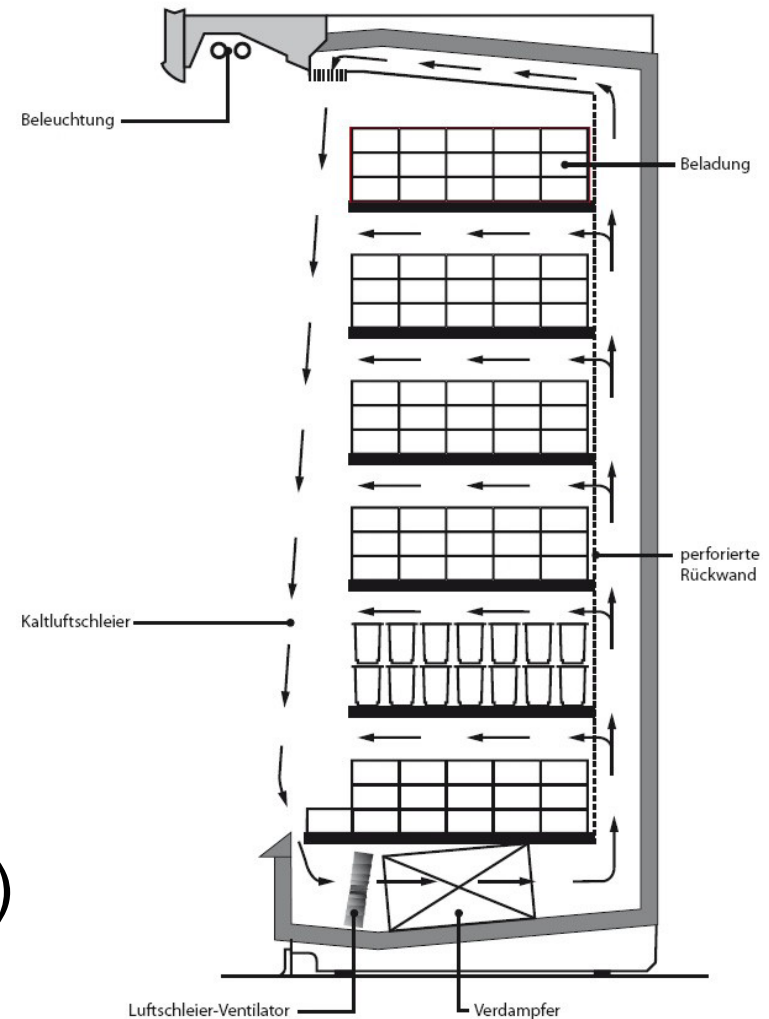 Beleuchtung
Beladung
perforierte
Rückwand
Kaltluftschleier
)
Luftschleier-Ventilator
Verdampfer